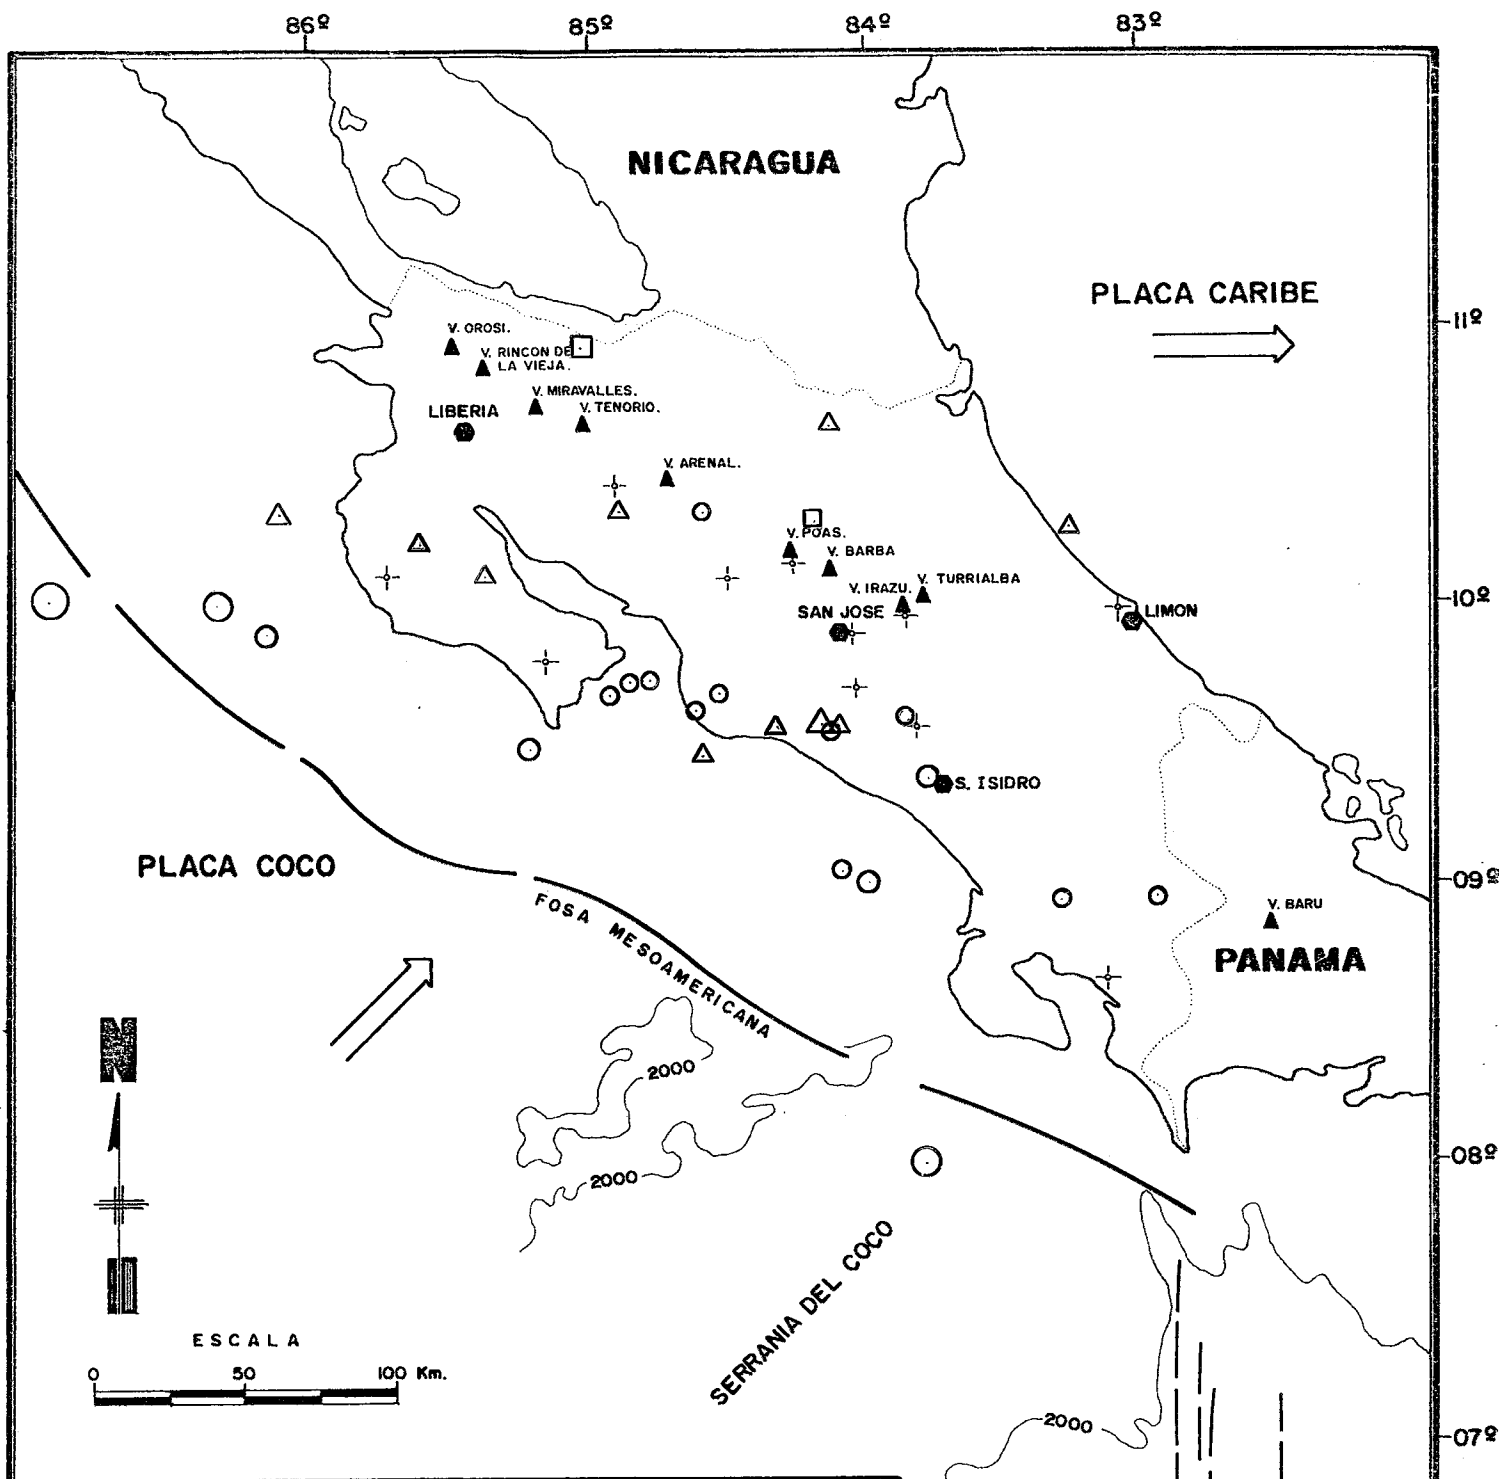 86º 85º 84º 83º
NICARAGUA
PLACA CARIBE
11º
V. OROSI.
V. RINCON DE
LA VIEJA.
V. MIRAVALLES.
LIBERIA
V. TENORIO.
V. ARENAL.
V. POAS.
V. BARBA
V. IRAZU.
V. TURRIALBA
10º
SAN JOSE
LIMON
S. ISIDRO
PLACA COCO
09º
FOSA MESOAMERICANA
V. BARU
PANAMA
N
2000
2000
08º
SERRANIA DEL COCO
ESCALA
0 50 100 Km.
2000
07º